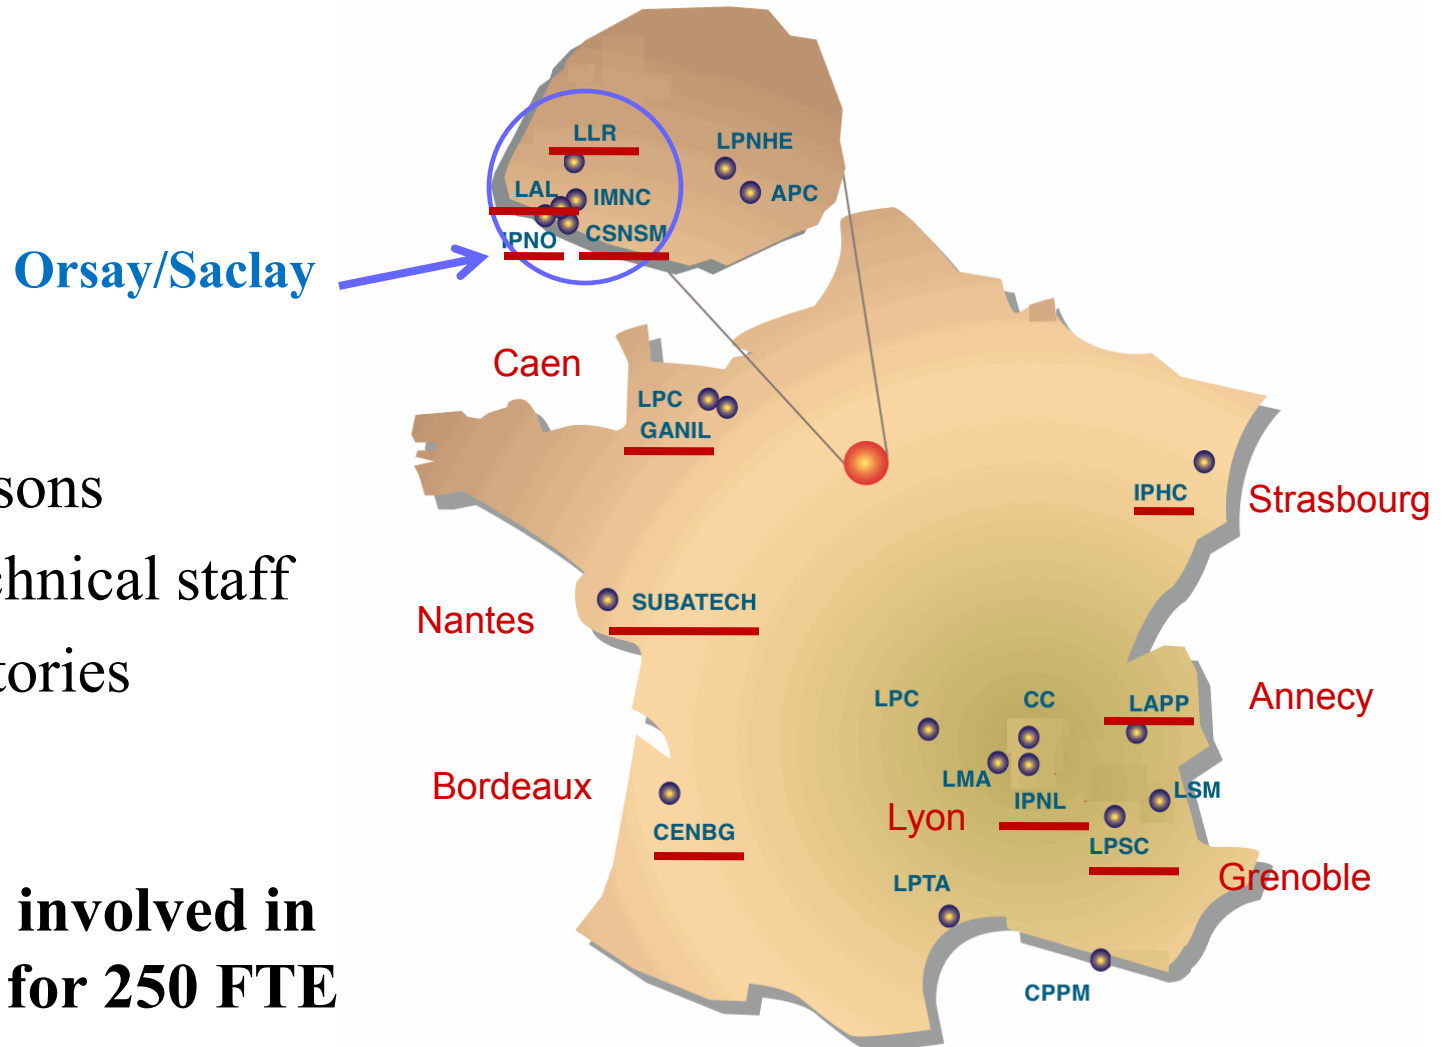 LLR
LPNHE
LAL
IMNC
APC
IPNO
CSNSM
Orsay/Saclay
Caen
LPC
GANIL
sons
IPHC
Strasbourg
chnical staff
Nantes
SUBATECH
tories
LPC
CC
LAPP
Annecy
Bordeaux
LMA
LSM
IPNL
Lyon
CENBG
LPSC
Grenoble
LPTA
involved in
for 250 FTE
CPPM